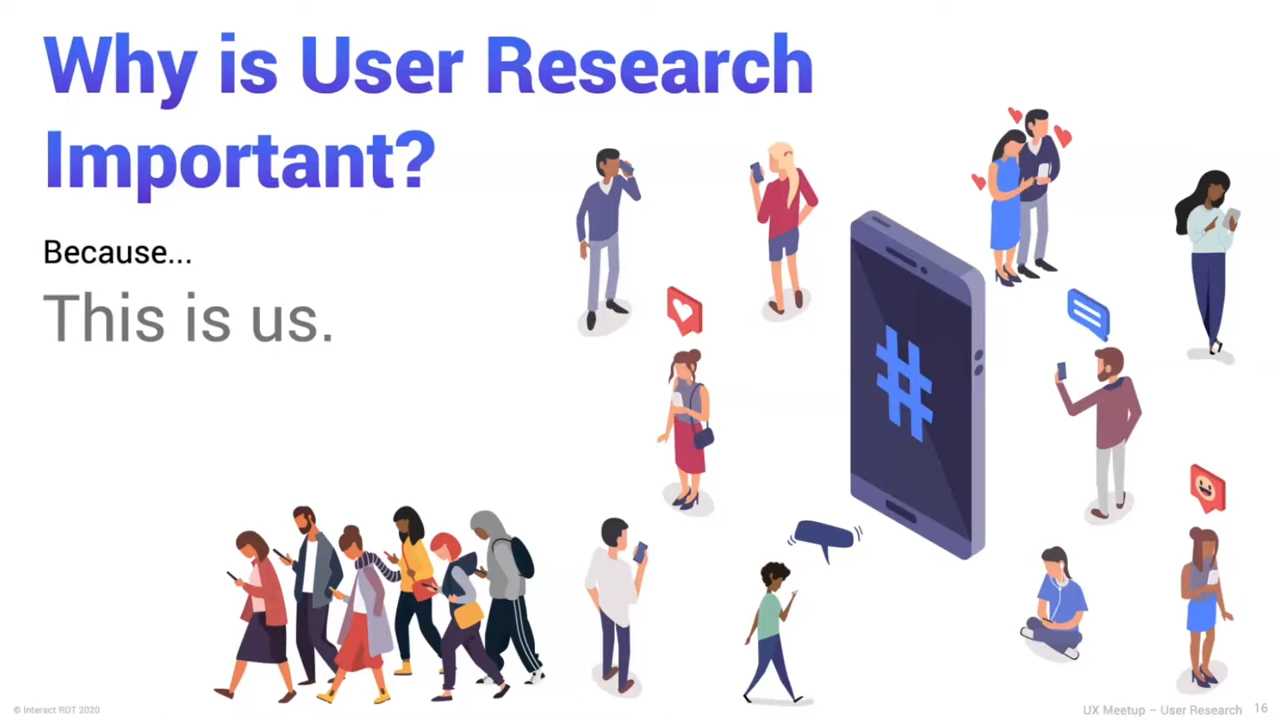 Why is User Research
Important?
Because...
This is us.
#
© Interact RDT 2020
UX Meetup – User Research 16